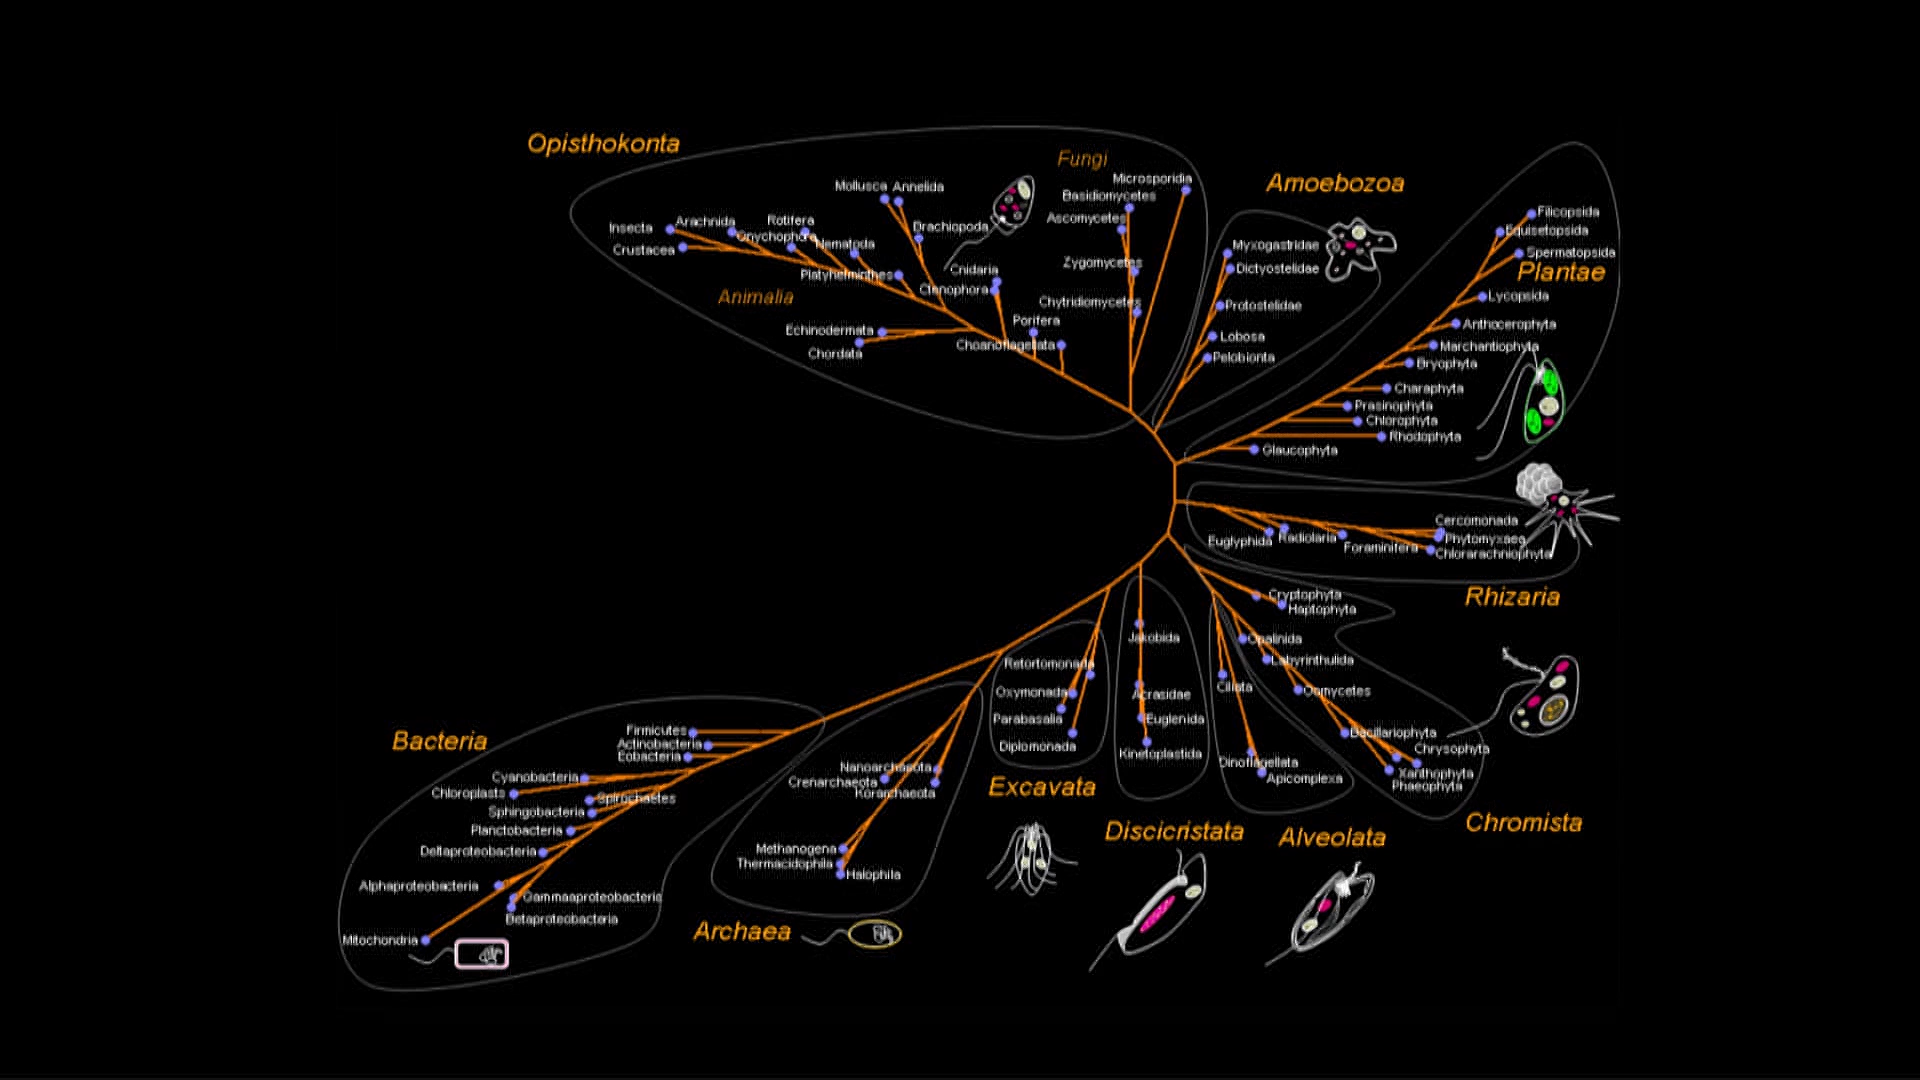 Opisthokonta
Fungi
Microsporidia
Mollusca
Annelida
Basidiomycetes
Ascomycetes
Insecta
Arachnida
Rotifera
Onychophora
Brachiopoda
Crustacea
Nematoda
Platyhelminthes
Cnidaria
Ctenophora
Zygomycetes
Animalia
Chytridiomycetes
Porifera
Echinodermata
Choanoflagellata
Chordata
Amoebozoa
Myxogastridae
Dictyostelidae
Protostelidae
Lobosa
Pelobionta
Filicopsida
Equisetopsida
Spermatopsida
Plantae
Lycopsida
Anthocerophyta
Marchantiophyta
Bryophyta
Charaphyta
Prasinophyta
Chlorophyta
Rhodophyta
Glaucophyta
Cercomonada
Euglyphida
Radiolaria
Phytomyxaea
Foraminifera
Chlorarachniophyta
Rhizaria
Cryptophyta
Haptophyta
Opalinida
Labyrinthulida
Oomycetes
Bacillariophyta
Chrysophyta
Xanthophyta
Phaeophyta
Chromista
Ciliata
Dinoflagellata
Apicomplexa
Alveolata
Jakobida
Acrasidae
Euglenida
Kinetoplastida
Discicristata
Retortomonada
Oxymonada
Parabasalia
Diplomonada
Excavata
Nanoarchaeota
Crenarchaeota
Korarchaeota
Methanogena
Thermacidophila
Halophila
Archaea
Bacteria
Firmicutes
Actinobacteria
Eobacteria
Cyanobacteria
Chloroplasts
Spirochaetes
Sphingobacteria
Planctobacteria
Deltaproteobacteria
Alphaproteobacteria
Gammaaproteobacteria
Betaproteobacteria
Mitochondria